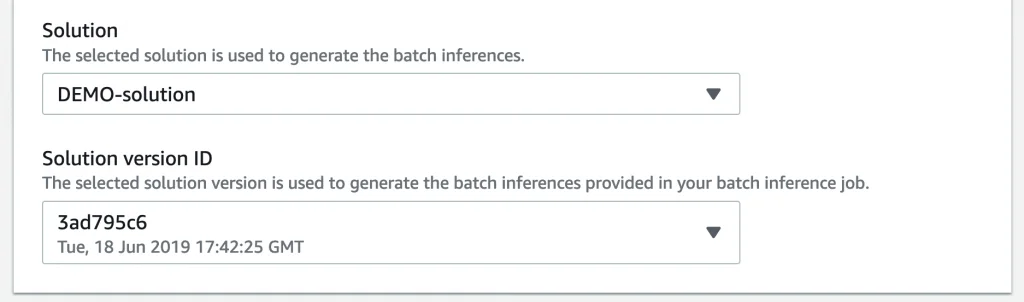 Solution
The selected solution is used to generate the batch inferences.
DEMO-solution
Solution version ID
The selected solution version is used to generate the batch inferences provided in your batch inference job.
3ad795c6
Tue, 18 Jun 2019 17:42:25 GMT